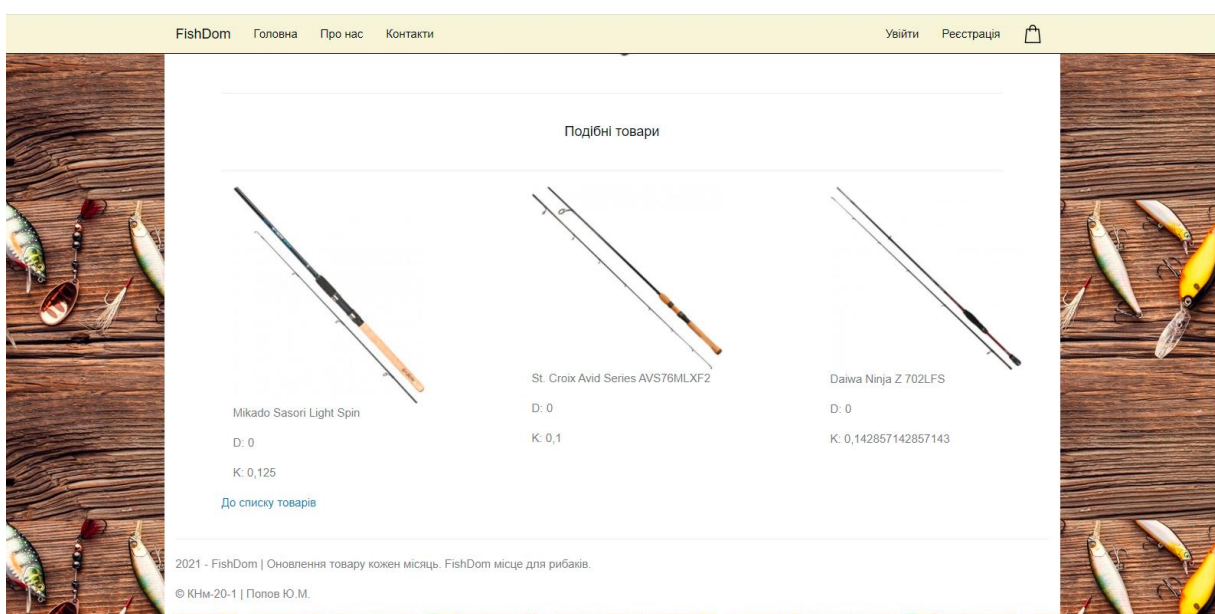 FishDom Головна Про нас Контакти Увійти Реєстрація
Подібні товари
Mikado Sasori Light Spin
D: 0
K: 0,125
St. Croix Avid Series AVS76MLXF2
D: 0
K: 0,1
Daiwa Ninja Z 702LFS
D: 0
K: 0,142857142857143
До списку товарів
2021 - FishDom | Оновлення товару кожен місяць. FishDom місце для рибаків.
© КНм-20-1 | Попов Ю.М.